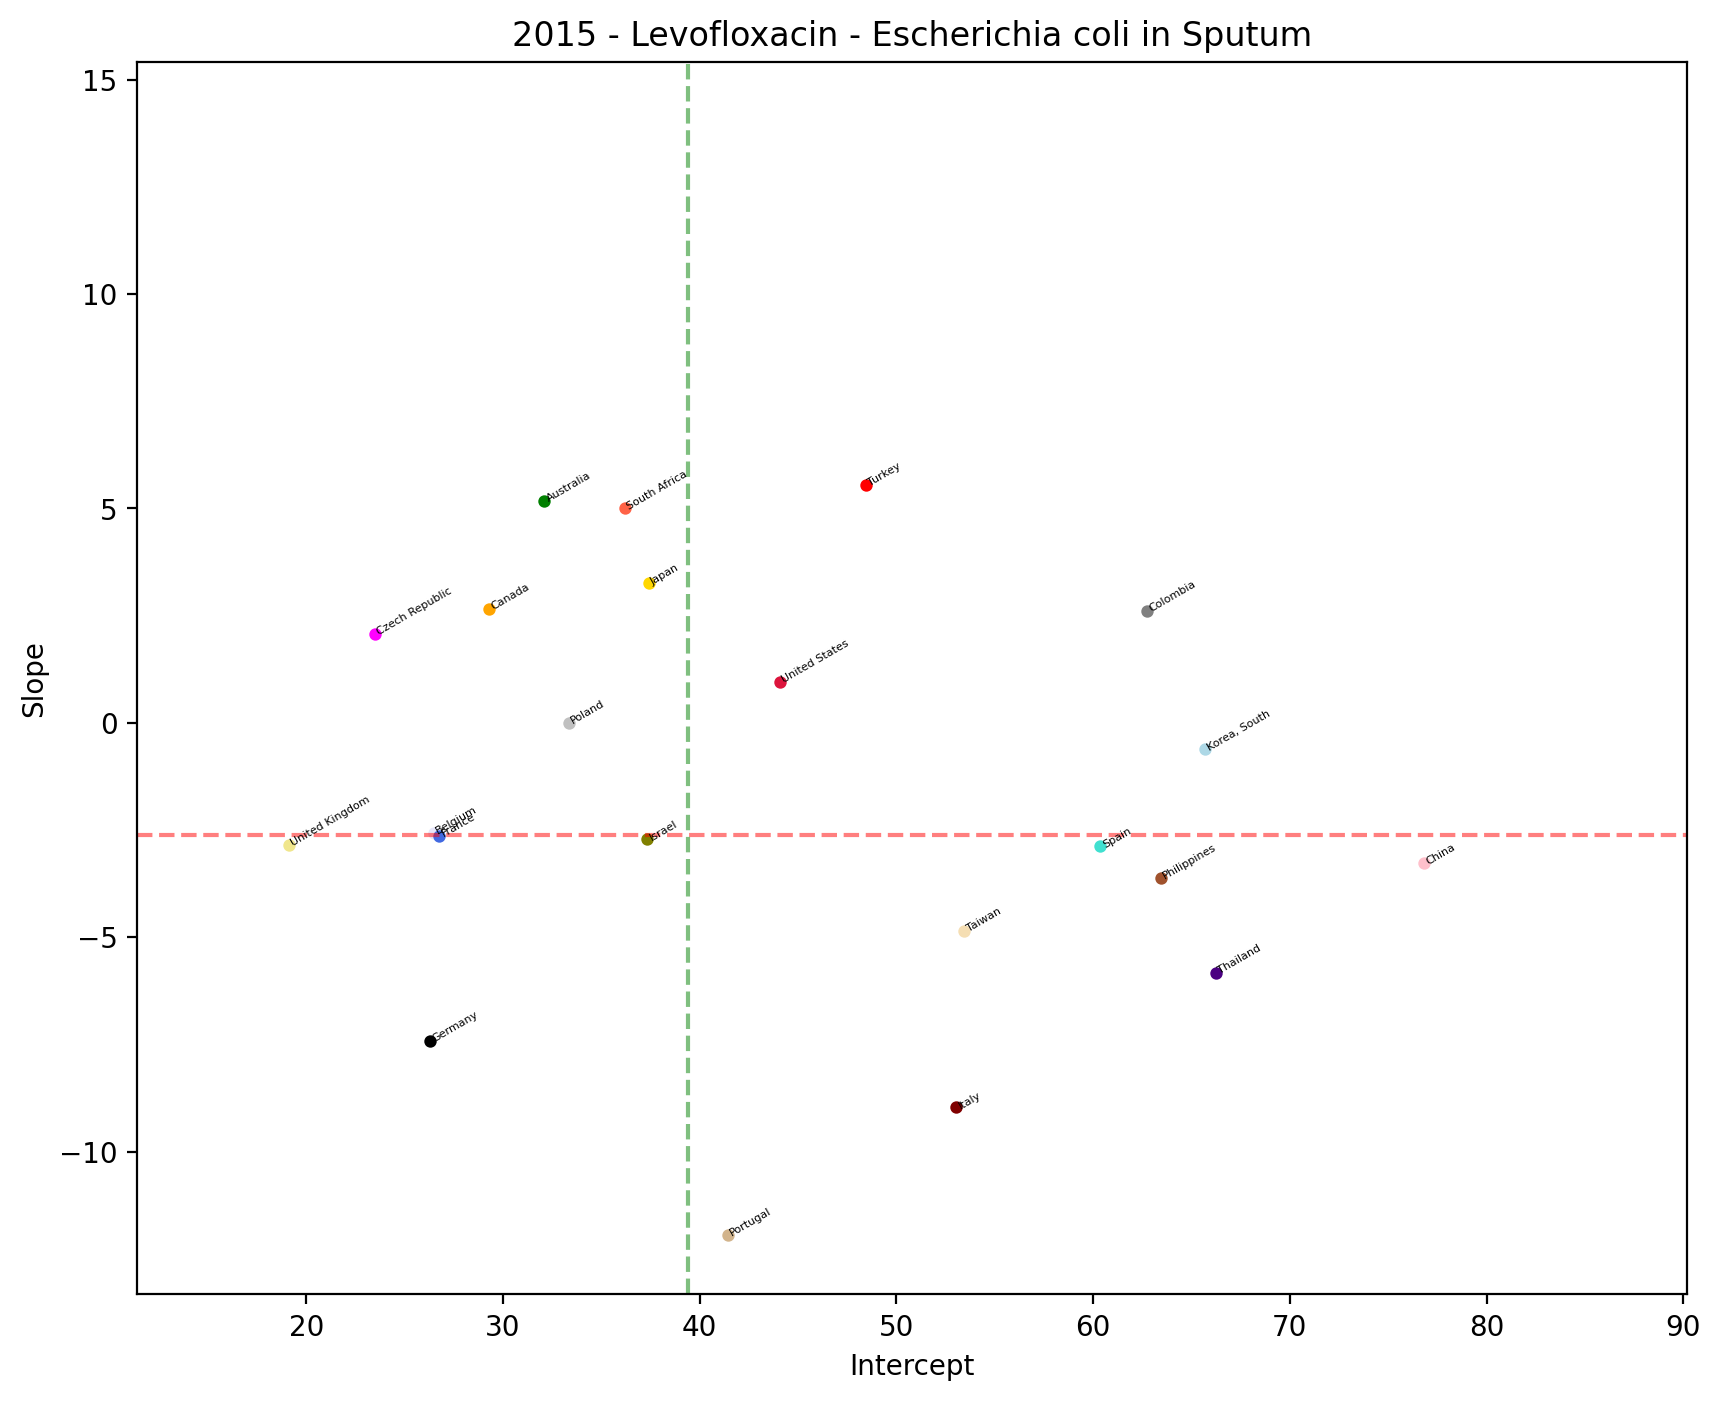 2015 - Levofloxacin - Escherichia coli in Sputum
15
10
5
0
−5
−10
Slope
Turkey
Australia
South Africa
Japan
Canada
Colombia
Czech Republic
United States
Poland
Korea, South
United Kingdom
Belgium
France
Israel
Spain
China
Philippines
Taiwan
Thailand
Germany
Italy
Portugal
20
30
40
50
60
70
80
90
Intercept